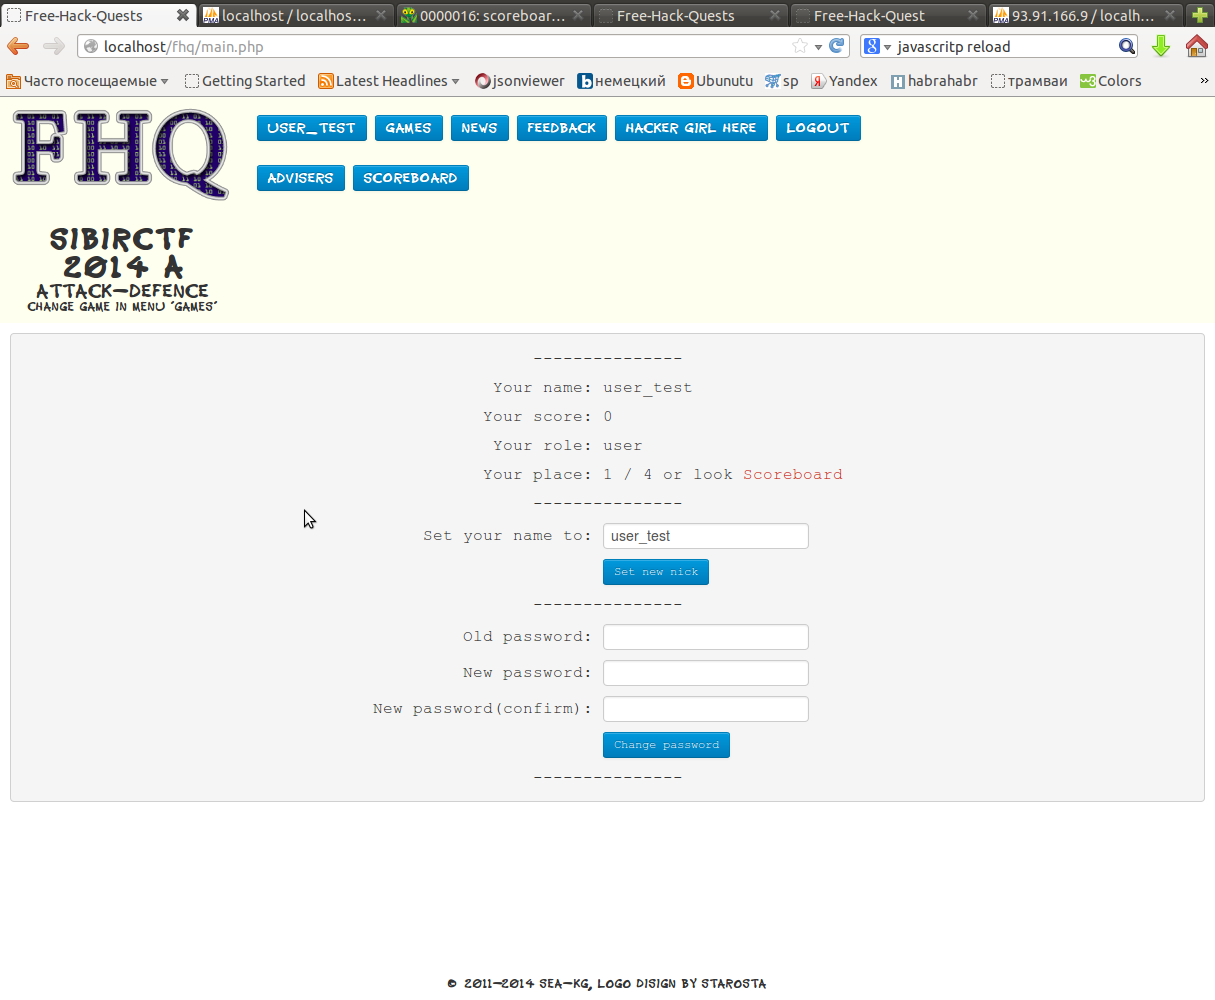 Free-Hack-Quests
localhost / localhos...
0000016: scoreboar...
Free-Hack-Quests
Free-Hack-Quest
93.91.166.9 / localh...
localhost/fhq/main.php
javascritp reload
Часто посещаемые
Getting Started
Latest Headlines
jsonviewer
немецкий
Ubunutu
sp
Yandex
habrahabr
трамваи
Colors
»
FHQ
USER_TEST
GAMES
NEWS
FEEDBACK
HACKER GIRL HERE
LOGOUT
ADVISERS
SCOREBOARD
SIBIRCTF
2014 A
ATTACK-DEFENCE
CHANGE GAME IN MENU 'GAMES'
---------------
Your name: user_test
Your score: 0
Your role: user
Your place: 1 / 4 or look Scoreboard
---------------
Set your name to: user_test
Set new nick
---------------
Old password:
New password:
New password(confirm):
Change password
---------------
© 2011-2014 SEA-KG, LOGO DISIGN BY STAROSTA